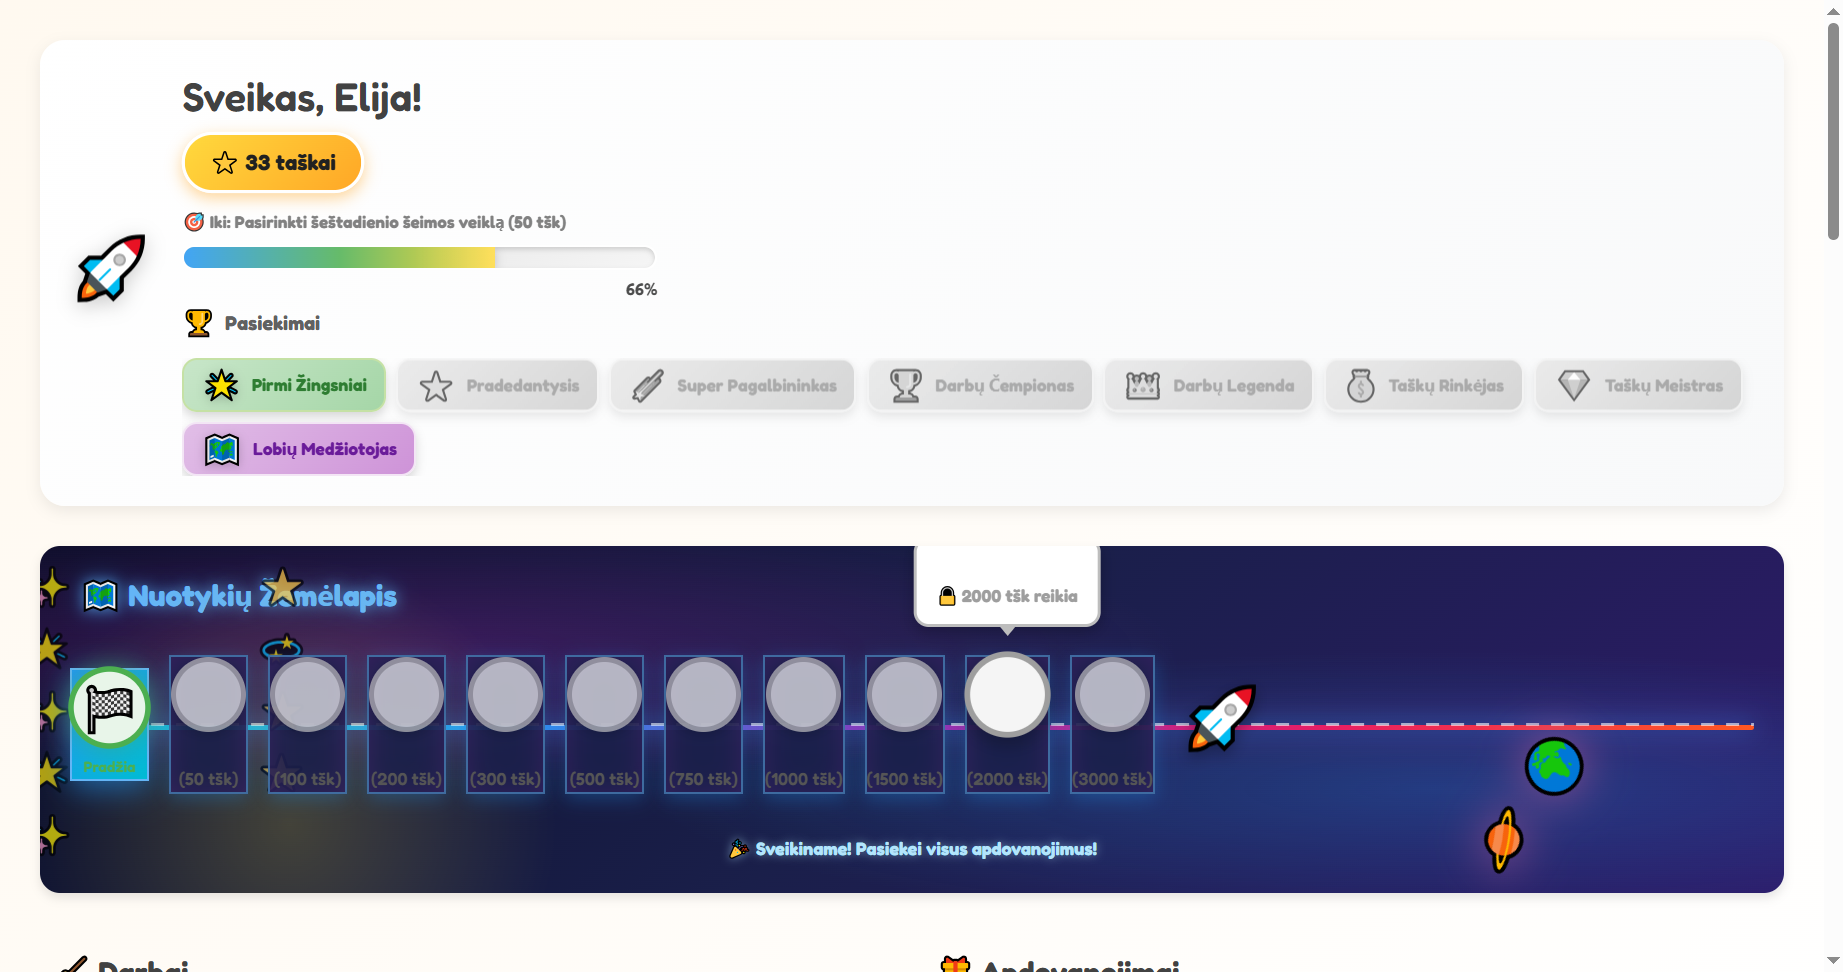 Sveikas, Elija!
33 taškai
Iki: Pasirinkti šeštadienio šeimos veiklą (50 tšk)
66%
Pasiekimai
Pirmi Žingsniai
Pradedantysis
Super Pagalbininkas
Darbų Čempionas
Darbų Legenda
Taškų Rinkėjas
Taškų Meistras
Lobių Medžiotojas
Nuotykių Žemėlapis
2000 tšk reikia
Pradžia
(50 tšk)
(100 tšk)
(200 tšk)
(300 tšk)
(500 tšk)
(750 tšk)
(1000 tšk)
(1500 tšk)
(2000 tšk)
(3000 tšk)
Sveikiname! Pasiekei visus apdovanojimus!
Darbai
Apdovanojimai